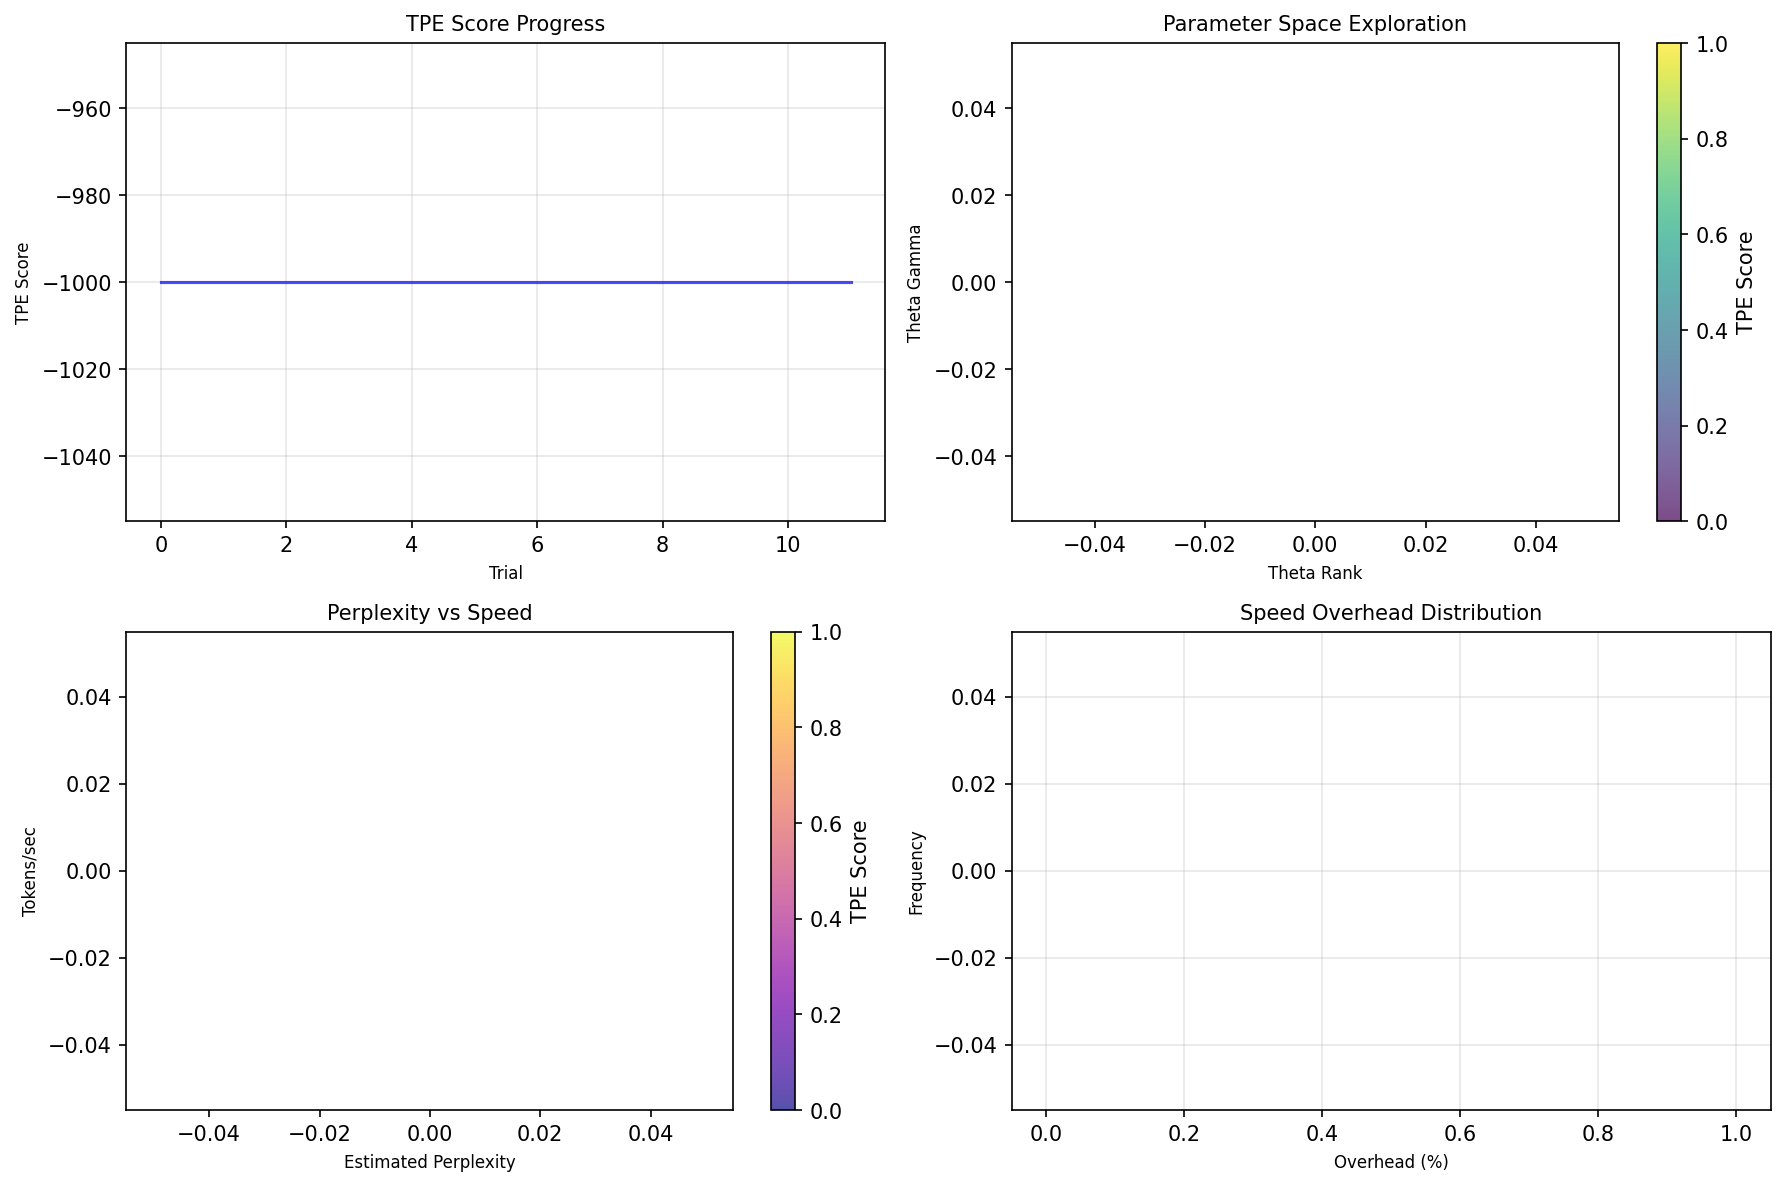 TPE Score Progress
−960
−980
−1000
−1020
−1040
TPE Score
0 2 4 6 8 10
Trial
Parameter Space Exploration
0.04
0.02
0.00
−0.02
−0.04
Theta Gamma
−0.04 −0.02 0.00 0.02 0.04
Theta Rank
1.0
0.8
0.6
0.4
0.2
0.0
TPE Score
Perplexity vs Speed
0.04
0.02
0.00
−0.02
−0.04
Tokens/sec
−0.04 −0.02 0.00 0.02 0.04
Estimated Perplexity
1.0
0.8
0.6
0.4
0.2
0.0
TPE Score
Speed Overhead Distribution
0.04
0.02
0.00
−0.02
−0.04
Frequency
0.0 0.2 0.4 0.6 0.8 1.0
Overhead (%)